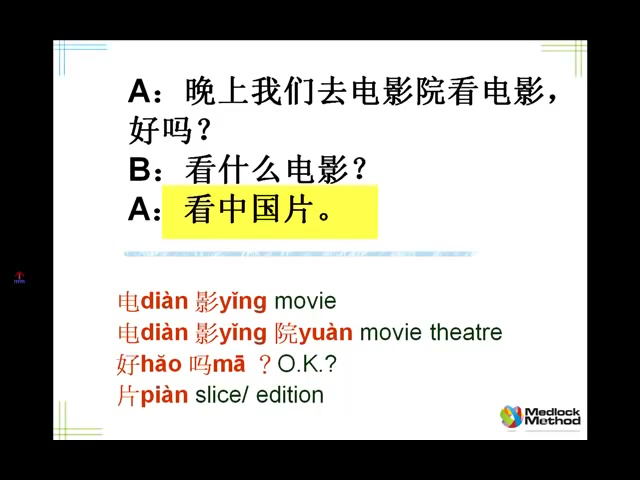 A：晚上我们去电影院看电影，
好吗？
B：看什么电影？
A：看中国片。
电diàn 影yǐng movie
电diàn 影yǐng 院yuàn movie theatre
好hǎo 吗mā ？O.K.?
片piàn slice/ edition
Medlock
Method